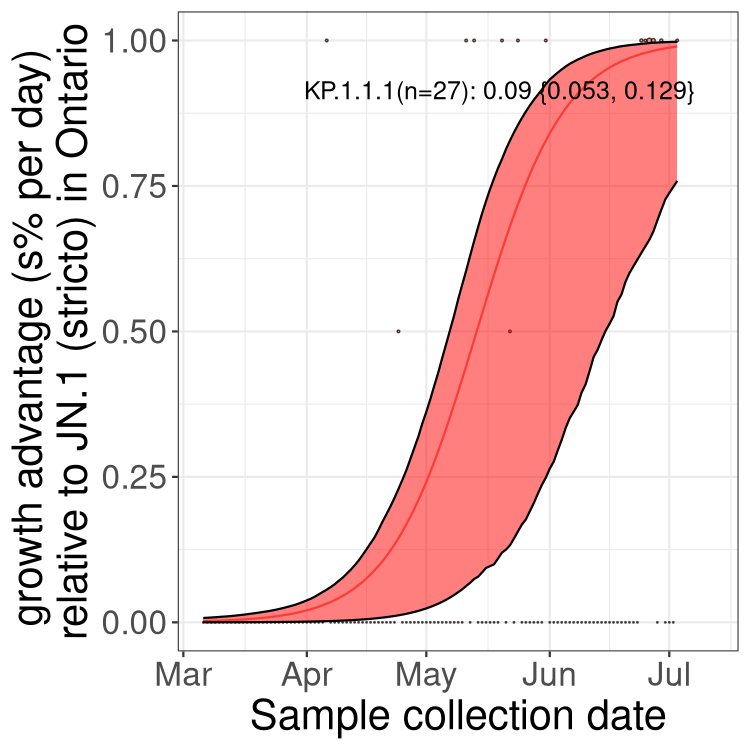 growth advantage (s% per day)
relative to JN.1 (stricto) in Ontario
1.00
0.75
0.50
0.25
0.00
KP.1.1.1(n=27): 0.09 {0.053, 0.129}
Mar Apr May Jun Jul
Sample collection date